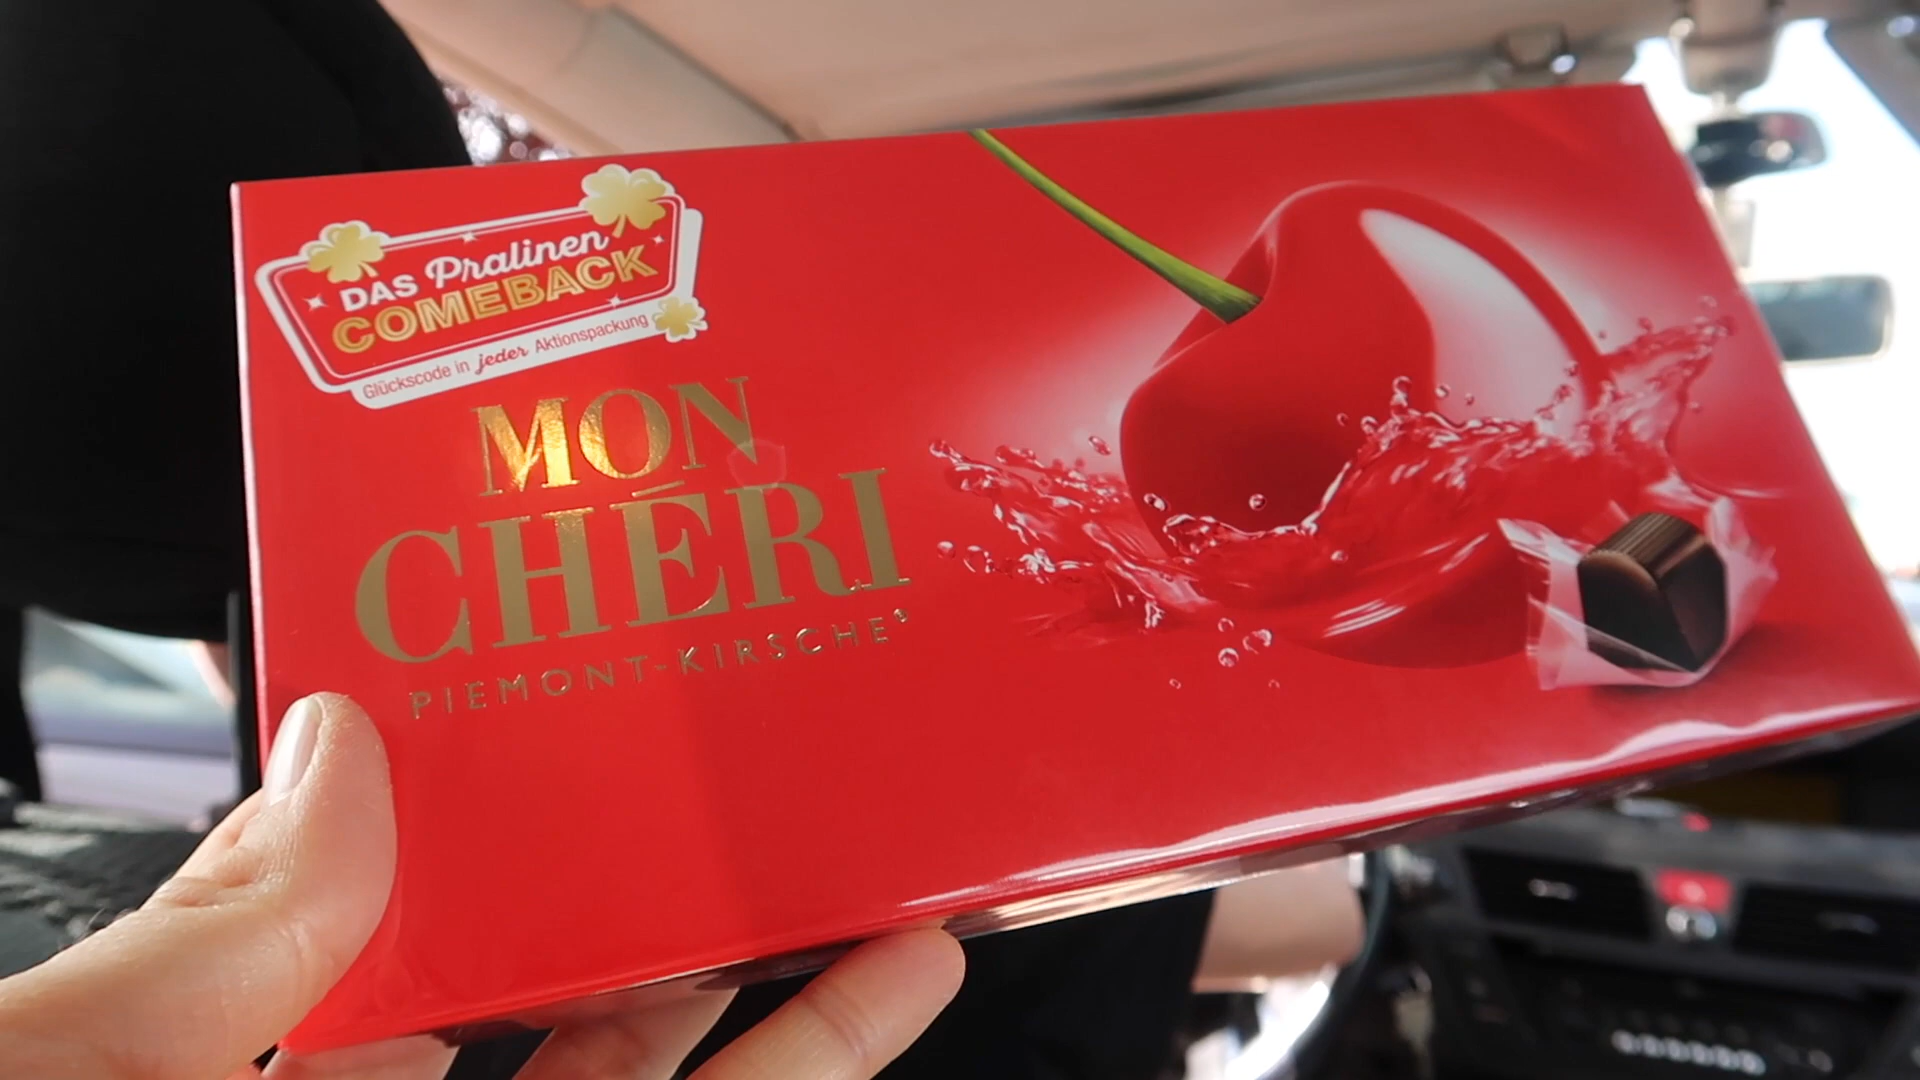 DAS Pralinen
COMEBACK
Glückscode in jeder Aktionspackung
MON
CHÉRI
PIEMONT-KIRSCHE*